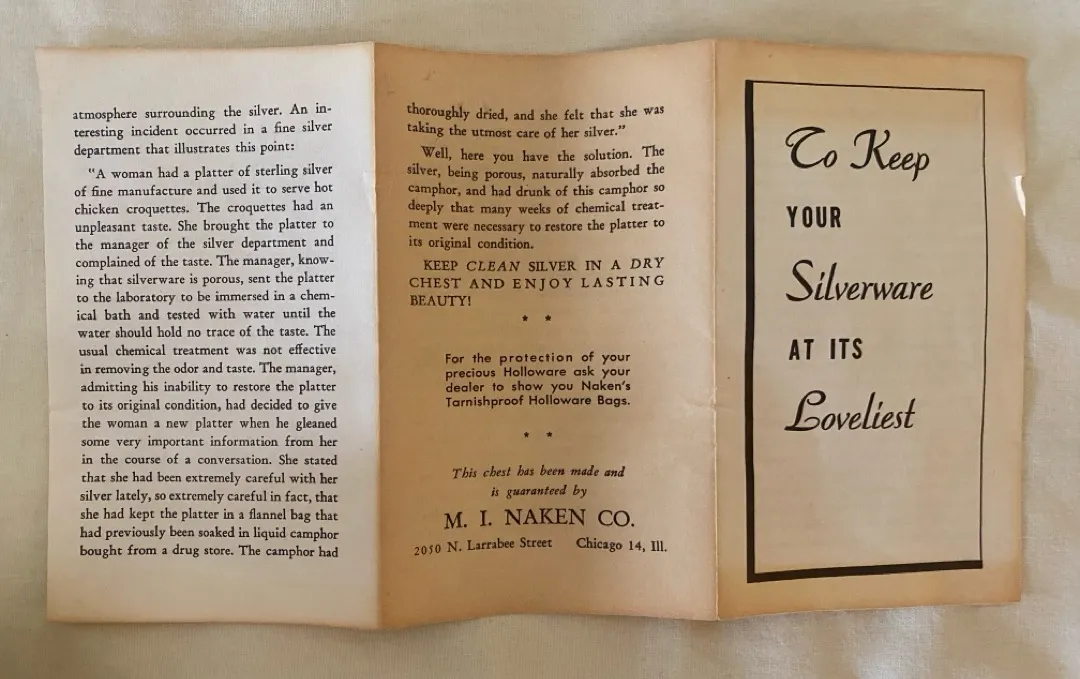 atmosphere surrounding the silver. An in-
teresting incident occurred in a fine silver
department that illustrates this point:
"A woman had a platter of sterling silver
of fine manufacture and used it to serve hot
chicken croquettes. The croquettes had an
unpleasant taste. She brought the platter to
the manager of the silver department and
complained of the taste. The manager, know-
ing that silverware is porous, sent the platter
to the laboratory to be immersed in a chem-
ical bath and tested with water until the
water should hold no trace of the taste. The
usual chemical treatment was not effective
in removing the odor and taste. The manager,
admitting his inability to restore the platter
to its original condition, had decided to give
the woman a new platter when he gleaned
some very important information from her
in the course of a conversation. She stated
that she had been extremely careful with her
silver lately, so extremely careful in fact, that
she had kept the platter in a flannel bag that
had previously been soaked in liquid camphor
bought from a drug store. The camphor had
thoroughly dried, and she felt that she was
taking the utmost care of her silver."
Well, here you have the solution. The
silver, being porous, naturally absorbed the
camphor, and had drunk of this camphor so
deeply that many weeks of chemical treat-
ment were necessary to restore the platter to
its original condition.
KEEP CLEAN SILVER IN A DRY
CHEST AND ENJOY LASTING
BEAUTY!
* *
For the protection of your
precious Holloware ask your
dealer to show you Naken's
Tarnishproof Holloware Bags.
* *
This chest has been made and
is guaranteed by
M. I. NAKEN CO.
2050 N. Larrabee Street Chicago 14, Ill.
To Keep
YOUR
Silverware
AT ITS
Loveliest